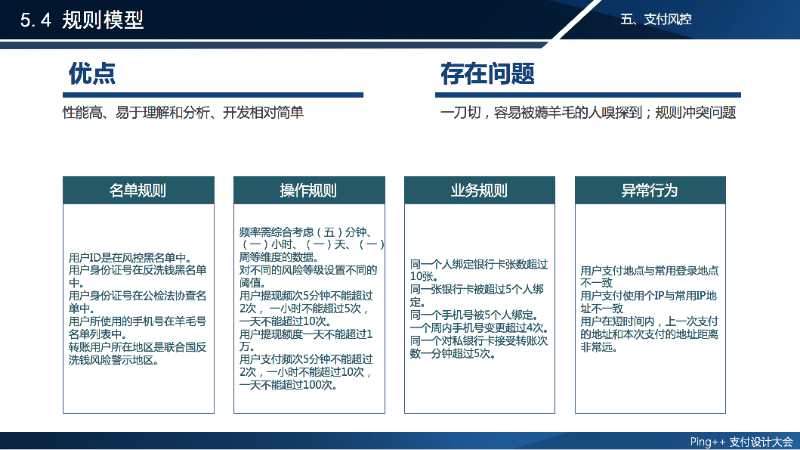 5.4 规则模型
五、支付风控
优点
存在问题
性能高、易于理解和分析、开发相对简单
一刀切，容易被薅羊毛的人嗅探到；规则冲突问题
名单规则
用户ID是在风控黑名单中。
用户身份证号在反洗钱黑名单
中。
用户身份证号在公检法协查名
单中。
用户所使用的手机号在羊毛号
名单列表中。
转账用户所在地区是联合国反
洗钱风险警示地区。
操作规则
频率需综合考虑（五）分钟、
（一）小时、（一）天、（一）
周等维度的数据。
对不同的风险等级设置不同的
阈值。
用户提现频次5分钟不能超过
2次，一小时不能超过5次，
一天不能超过10次。
用户提现额度一天不能超过1
万。
用户支付频次5分钟不能超过
2次，一小时不能超过10次，
一天不能超过100次。
业务规则
同一个人绑定银行卡张数超过
10张。
同一张银行卡被超过5个人绑
定。
同一个手机号被5个人绑定。
一个周内手机号变更超过4次。
同一个对私银行卡接受转账次
数一分钟超过5次。
异常行为
用户支付地点与常用登录地点
不一致
用户支付使用个IP与常用IP地
址不一致
用户在短时间内，上一次支付
的地址和本次支付的地址距离
非常远。
Ping++ 支付设计大会